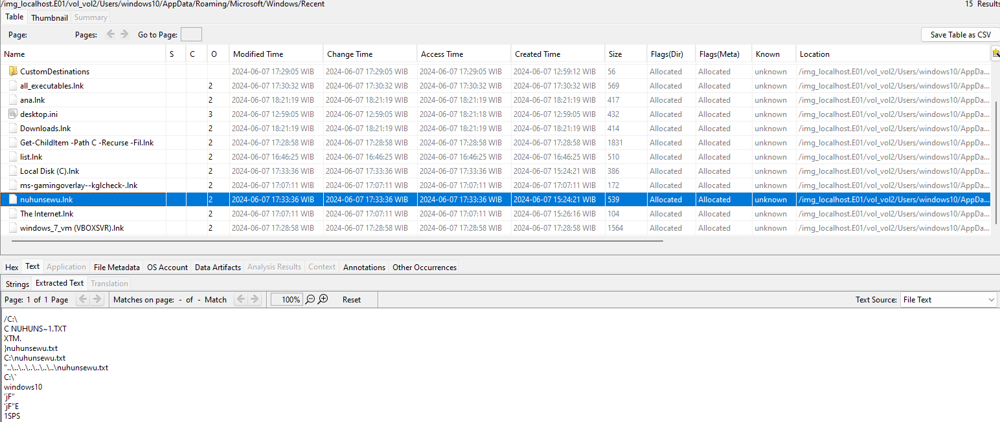 /img_localhost.E01/vol_vol2/Users/windows10/AppData/Roaming/Microsoft/Windows/Recent 15 Results
Table Thumbnail Summary
Page: Pages: Go to Page: Save Table as CSV
Name S C O Modified Time Change Time Access Time Created Time Size Flags(Dir) Flags(Meta) Known Location
CustomDestinations 2024-06-07 17:29:05 WIB 2024-06-07 17:29:05 WIB 2024-06-07 17:29:05 WIB 2024-06-07 12:59:12 WIB 56 Allocated Allocated unknown /img_localhost.E01/vol_vol2/Users/windows10/AppDa...
all_executables.lnk 2 2024-06-07 17:30:32 WIB 2024-06-07 17:30:32 WIB 2024-06-07 17:30:32 WIB 2024-06-07 17:30:32 WIB 569 Allocated Allocated unknown /img_localhost.E01/vol_vol2/Users/windows10/AppDa...
ana.lnk 2 2024-06-07 18:21:19 WIB 2024-06-07 18:21:19 WIB 2024-06-07 18:21:19 WIB 2024-06-07 18:21:19 WIB 417 Allocated Allocated unknown /img_localhost.E01/vol_vol2/Users/windows10/AppDa...
desktop.ini 3 2024-06-07 12:59:05 WIB 2024-06-07 12:59:05 WIB 2024-06-07 18:21:18 WIB 2024-06-07 12:59:05 WIB 432 Allocated Allocated unknown /img_localhost.E01/vol_vol2/Users/windows10/AppDa...
Downloads.lnk 2 2024-06-07 18:21:19 WIB 2024-06-07 18:21:19 WIB 2024-06-07 18:21:19 WIB 2024-06-07 18:21:19 WIB 414 Allocated Allocated unknown /img_localhost.E01/vol_vol2/Users/windows10/AppDa...
Get-ChildItem -Path C -Recurse -Fil.lnk 2 2024-06-07 17:28:58 WIB 2024-06-07 17:28:58 WIB 2024-06-07 17:28:58 WIB 2024-06-07 17:28:58 WIB 1831 Allocated Allocated unknown /img_localhost.E01/vol_vol2/Users/windows10/AppDa...
list.lnk 2 2024-06-07 16:46:25 WIB 2024-06-07 16:46:25 WIB 2024-06-07 16:46:25 WIB 2024-06-07 16:46:25 WIB 510 Allocated Allocated unknown /img_localhost.E01/vol_vol2/Users/windows10/AppDa...
Local Disk (C).lnk 2 2024-06-07 17:33:36 WIB 2024-06-07 17:33:36 WIB 2024-06-07 17:33:36 WIB 2024-06-07 15:24:21 WIB 386 Allocated Allocated unknown /img_localhost.E01/vol_vol2/Users/windows10/AppDa...
ms-gamingoverlay--kglcheck-.lnk 2 2024-06-07 17:07:11 WIB 2024-06-07 17:07:11 WIB 2024-06-07 17:07:11 WIB 2024-06-07 17:07:11 WIB 172 Allocated Allocated unknown /img_localhost.E01/vol_vol2/Users/windows10/AppDa...
nuhunsewu.lnk 2 2024-06-07 17:33:36 WIB 2024-06-07 17:33:36 WIB 2024-06-07 17:33:36 WIB 2024-06-07 15:24:21 WIB 539 Allocated Allocated unknown /img_localhost.E01/vol_vol2/Users/windows10/AppDa...
The Internet.lnk 2 2024-06-07 17:07:11 WIB 2024-06-07 17:07:11 WIB 2024-06-07 17:07:11 WIB 2024-06-07 15:26:16 WIB 104 Allocated Allocated unknown /img_localhost.E01/vol_vol2/Users/windows10/AppDa...
windows_7_vm (VBOXSVR).lnk 2 2024-06-07 17:28:58 WIB 2024-06-07 17:28:58 WIB 2024-06-07 17:28:58 WIB 2024-06-07 17:28:58 WIB 1564 Allocated Allocated unknown /img_localhost.E01/vol_vol2/Users/windows10/AppDa...
Hex Text Application File Metadata OS Account Data Artifacts Analysis Results Context Annotations Other Occurrences
Strings Extracted Text Translation
Page: 1 of 1 Page Matches on page: - of - Match 100% Reset Text Source: File Text
/C:\
C NUHUNS~1.TXT
XTM.
}nuhunsewu.txt
C:\nuhunsewu.txt
"..\..\..\..\..\..\..\nuhunsewu.txt
C:\`
windows10
'jF"
'jF"E
1SPS